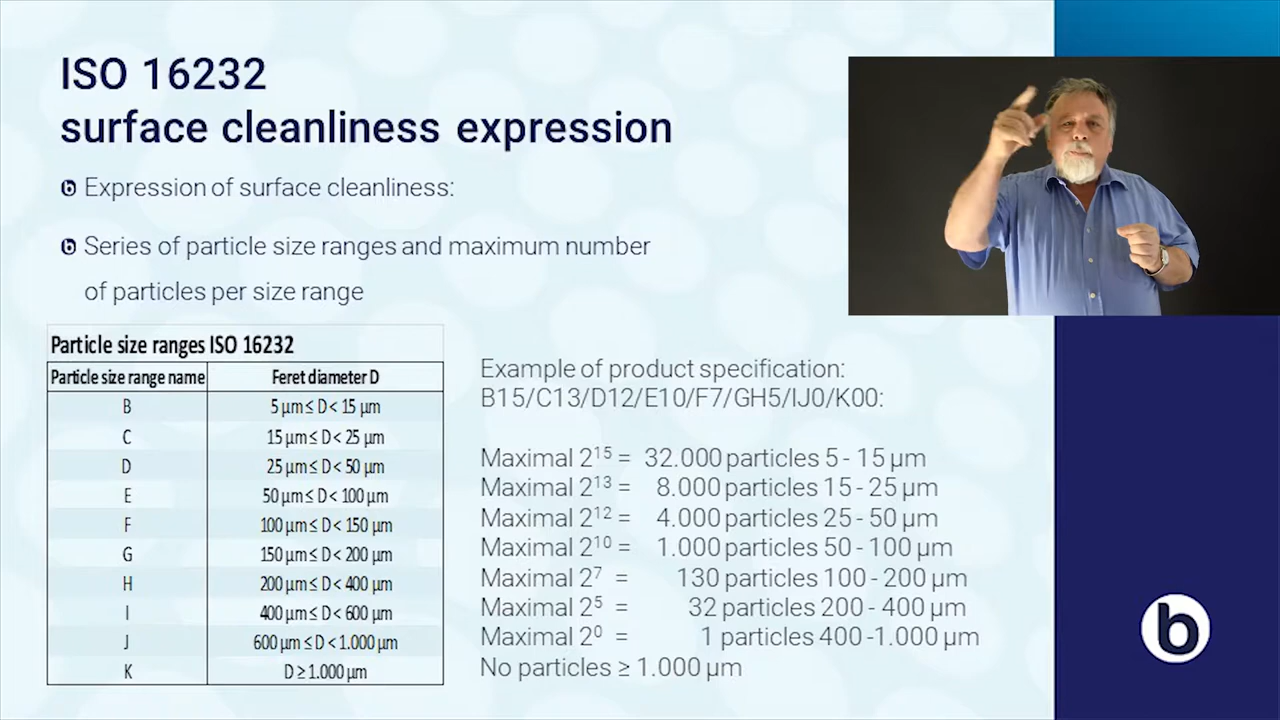 ISO 16232
surface cleanliness expression
Expression of surface cleanliness:
Series of particle size ranges and maximum number
of particles per size range
Particle size ranges ISO 16232
Particle size range name Feret diameter D
B 5 µm ≤ D < 15 µm
C 15 µm ≤ D < 25 µm
D 25 µm ≤ D < 50 µm
E 50 µm ≤ D < 100 µm
F 100 µm ≤ D < 150 µm
G 150 µm ≤ D < 200 µm
H 200 µm ≤ D < 400 µm
I 400 µm ≤ D < 600 µm
J 600 µm ≤ D < 1.000 µm
K D ≥ 1.000 µm
Example of product specification:
B15/C13/D12/E10/F7/GH5/IJ0/K00:
Maximal 2¹⁵ = 32.000 particles 5 - 15 µm
Maximal 2¹³ = 8.000 particles 15 - 25 µm
Maximal 2¹² = 4.000 particles 25 - 50 µm
Maximal 2¹⁰ = 1.000 particles 50 - 100 µm
Maximal 2⁷ = 130 particles 100 - 200 µm
Maximal 2⁵ = 32 particles 200 - 400 µm
Maximal 2⁰ = 1 particles 400 -1.000 µm
No particles ≥ 1.000 µm
b